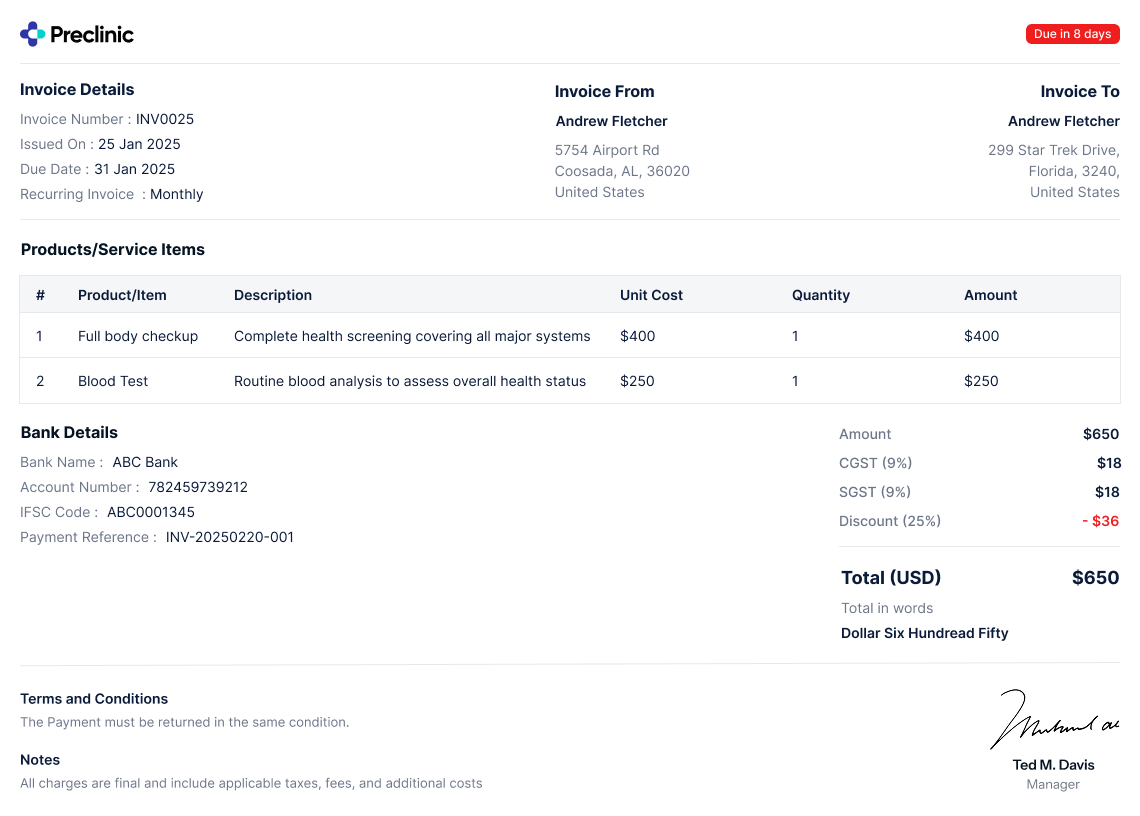 Preclinic
Due in 8 days
Invoice Details
Invoice Number : INV0025
Issued On : 25 Jan 2025
Due Date : 31 Jan 2025
Recurring Invoice : Monthly
Invoice From
Andrew Fletcher
5754 Airport Rd
Coosada, AL, 36020
United States
Invoice To
Andrew Fletcher
299 Star Trek Drive,
Florida, 3240,
United States
Products/Service Items
# Product/Item Description Unit Cost Quantity Amount
1 Full body checkup Complete health screening covering all major systems $400 1 $400
2 Blood Test Routine blood analysis to assess overall health status $250 1 $250
Bank Details
Bank Name : ABC Bank
Account Number : 782459739212
IFSC Code : ABC0001345
Payment Reference : INV-20250220-001
Amount $650
CGST (9%) $18
SGST (9%) $18
Discount (25%) - $36
Total (USD) $650
Total in words
Dollar Six Hundread Fifty
Terms and Conditions
The Payment must be returned in the same condition.
Notes
All charges are final and include applicable taxes, fees, and additional costs
Ted M. Davis
Manager